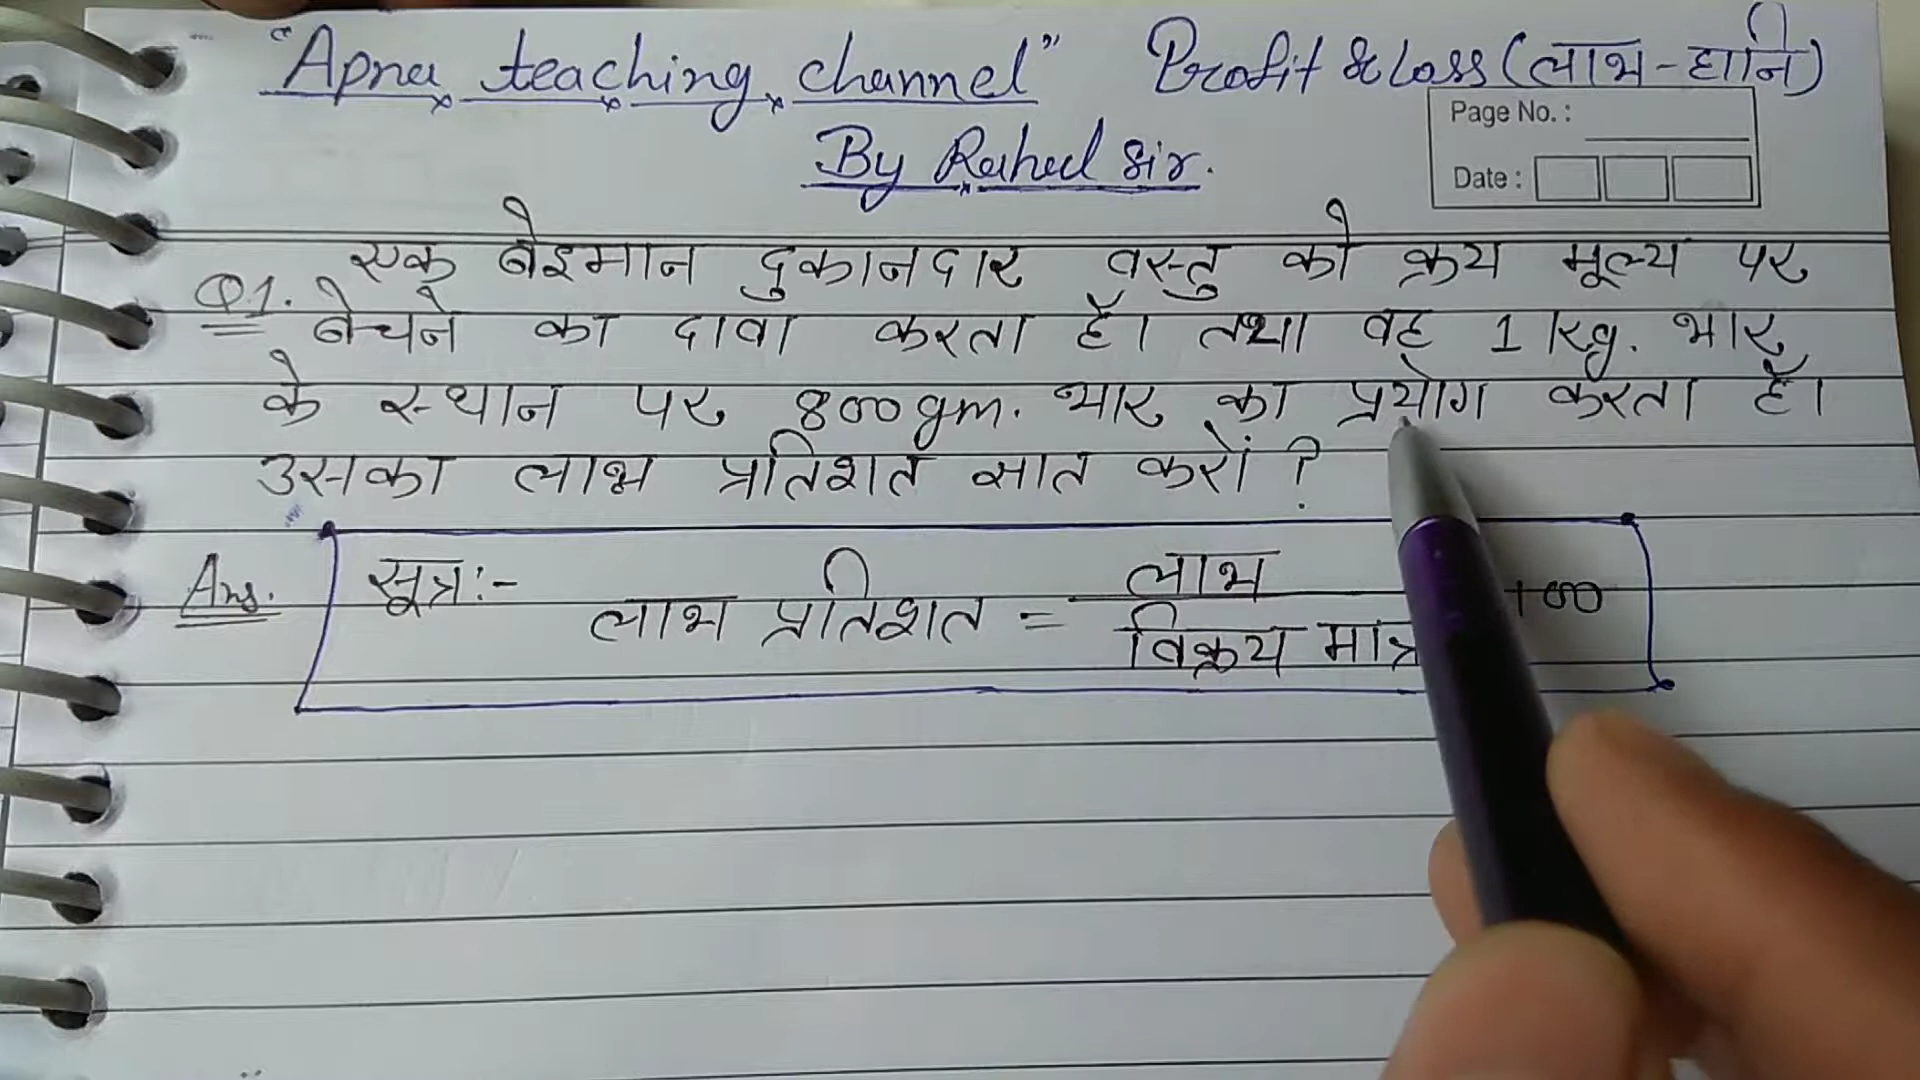 "Apna teaching channel" Profit & Loss (लाभ-हानि)
Page No. :
By Rahul Sir.
Date :
एक बेइमान दुकानदार वस्तु को क्रय मूल्य पर
Q1. बेचने का दावा करता है। तथा वह 1 Kg. भार
के स्थान पर 800 gm. भार का प्रयोग करता है।
उसका लाभ प्रतिशत ज्ञात करों ?
Ans. सूत्र:- लाभ प्रतिशत = लाभ
विक्रय मात्र
100